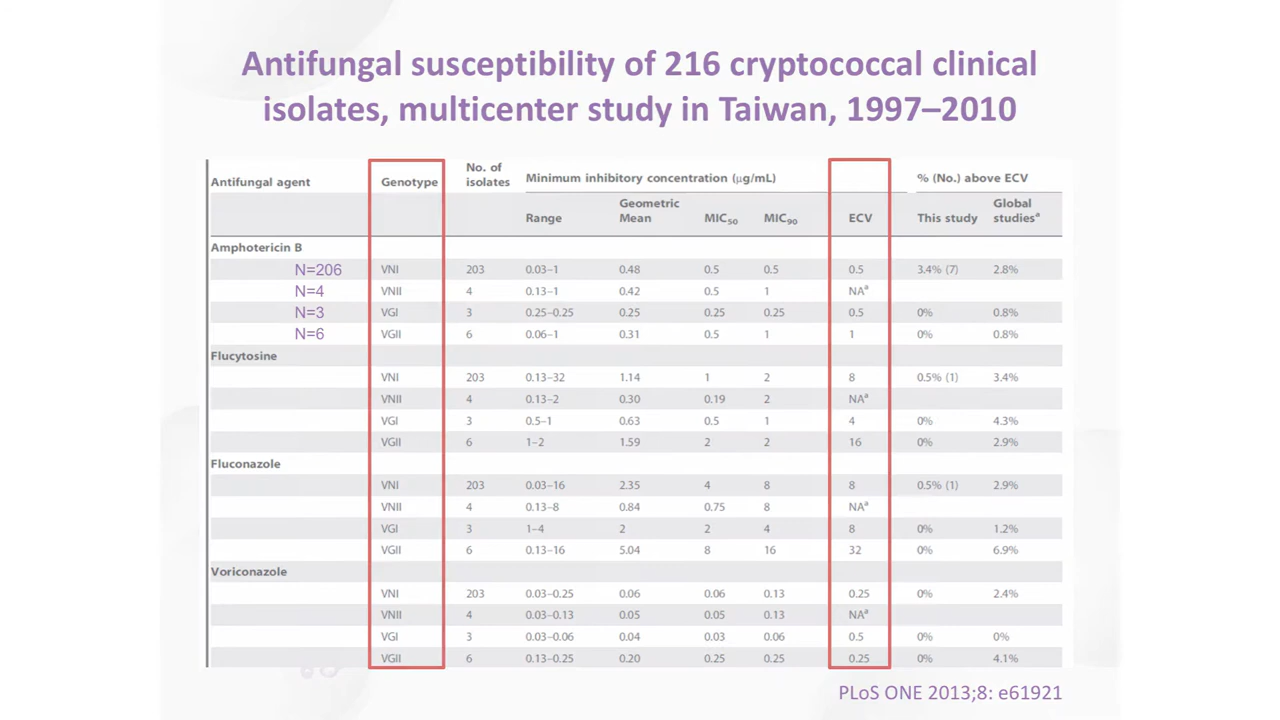 Antifungal susceptibility of 216 cryptococcal clinical
isolates, multicenter study in Taiwan, 1997–2010
Antifungal agent Genotype No. of isolates Minimum inhibitory concentration (µg/mL) % (No.) above ECV
Range Geometric Mean MIC50 MIC90 ECV This study Global studiesa
Amphotericin B
N=206 VNI 203 0.03–1 0.48 0.5 0.5 0.5 3.4% (7) 2.8%
N=4 VNII 4 0.13–1 0.42 0.5 1 NAa
N=3 VGI 3 0.25–0.25 0.25 0.25 0.25 0.5 0% 0.8%
N=6 VGII 6 0.06–1 0.31 0.5 1 1 0% 0.8%
Flucytosine
VNI 203 0.13–32 1.14 1 2 8 0.5% (1) 3.4%
VNII 4 0.13–2 0.30 0.19 2 NAa
VGI 3 0.5–1 0.63 0.5 1 4 0% 4.3%
VGII 6 1–2 1.59 2 2 16 0% 2.9%
Fluconazole
VNI 203 0.03–16 2.35 4 8 8 0.5% (1) 2.9%
VNII 4 0.13–8 0.84 0.75 8 NAa
VGI 3 1–4 2 2 4 8 0% 1.2%
VGII 6 0.13–16 5.04 8 16 32 0% 6.9%
Voriconazole
VNI 203 0.03–0.25 0.06 0.06 0.13 0.25 0% 2.4%
VNII 4 0.03–0.13 0.05 0.05 0.13 NAa
VGI 3 0.03–0.06 0.04 0.03 0.06 0.5 0% 0%
VGII 6 0.13–0.25 0.20 0.25 0.25 0.25 0% 4.1%
PLoS ONE 2013;8: e61921